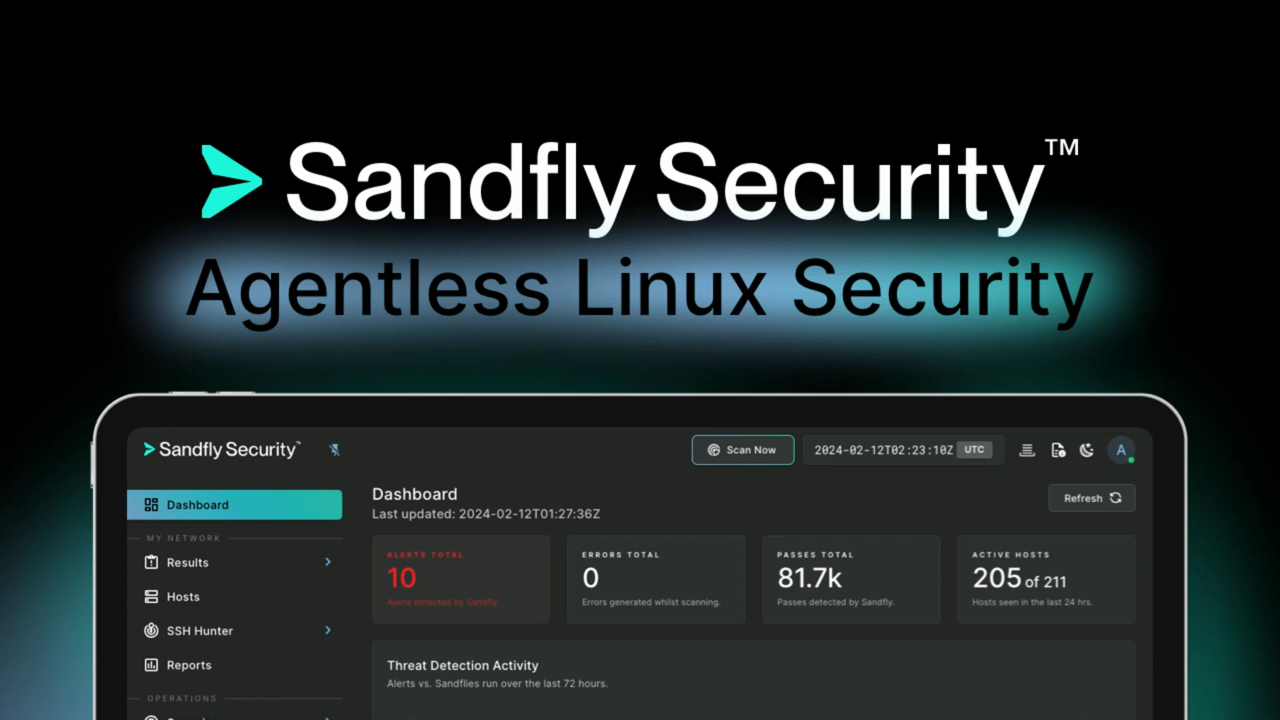 Sandfly Security™
Agentless Linux Security
Sandfly Security™
Scan Now
2024-02-12T02:23:10Z UTC
A
Dashboard
Dashboard
Last updated: 2024-02-12T01:27:36Z
Refresh
MY NETWORK
Results
Hosts
SSH Hunter
Reports
OPERATIONS
ALERTS TOTAL
10
Alerts detected by Sandfly.
ERRORS TOTAL
0
Errors generated whilst scanning.
PASSES TOTAL
81.7k
Passes detected by Sandfly.
ACTIVE HOSTS
205 of 211
Hosts seen in the last 24 hrs.
Threat Detection Activity
Alerts vs. Sandflies run over the last 72 hours.